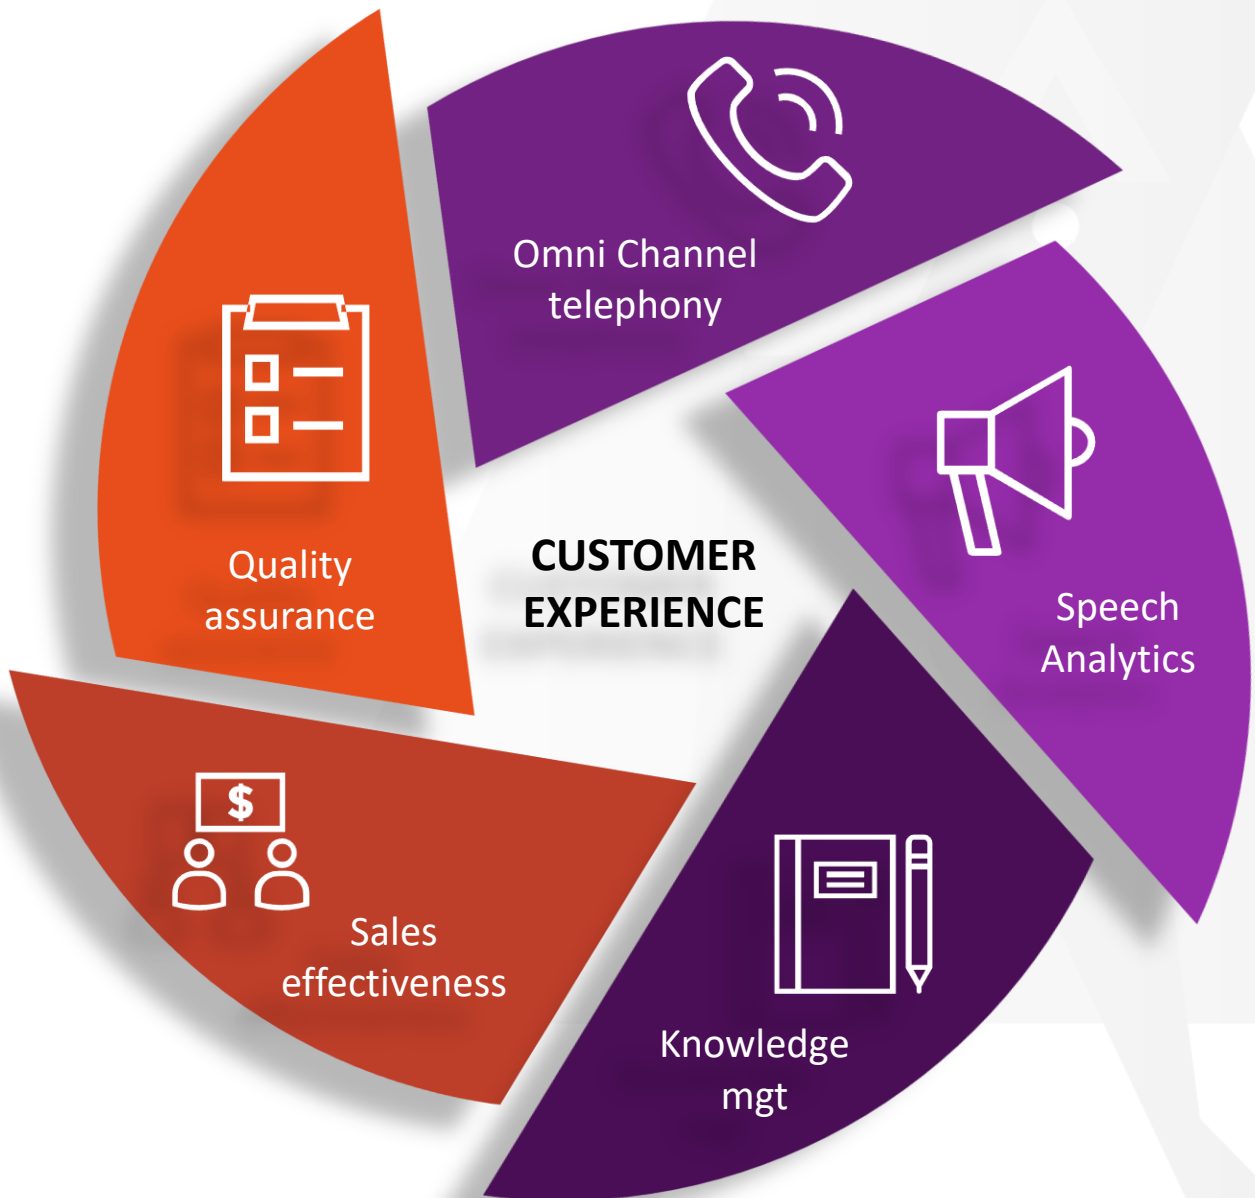 Omni Channel
telephony
Speech
Analytics
Knowledge
mgt
$
Sales
effectiveness
Quality
assurance
CUSTOMER
EXPERIENCE